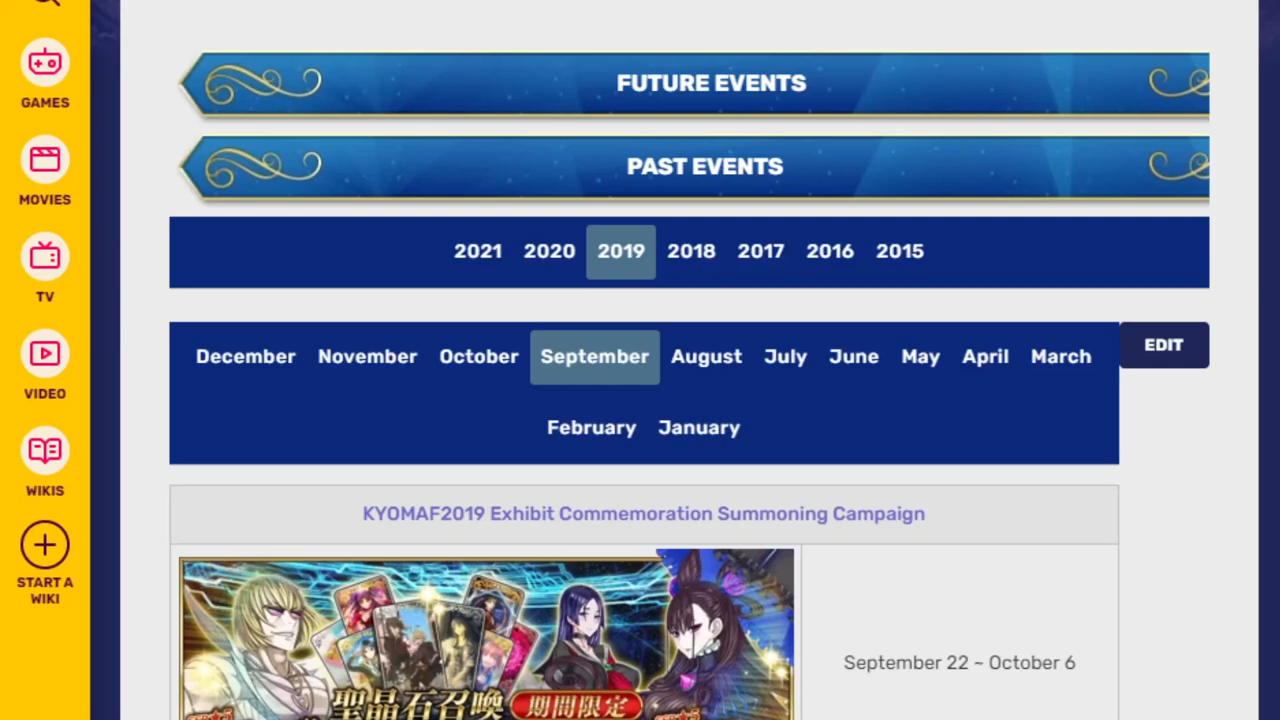 GAMES
MOVIES
TV
VIDEO
WIKIS
START A
WIKI
FUTURE EVENTS
PAST EVENTS
2021 2020 2019 2018 2017 2016 2015
December November October September August July June May April March
February January
EDIT
KYOMAF2019 Exhibit Commemoration Summoning Campaign
聖晶石召喚 期間限定
September 22 ~ October 6